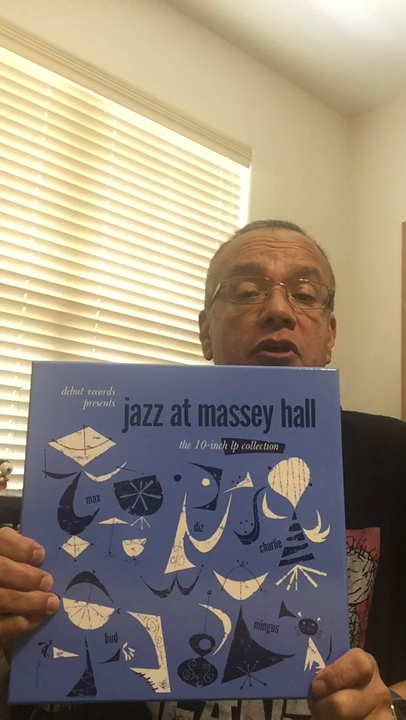 debut records
presents
jazz at massey hall
the 10-inch lp collection
max
diz
charlie
bud
mingus